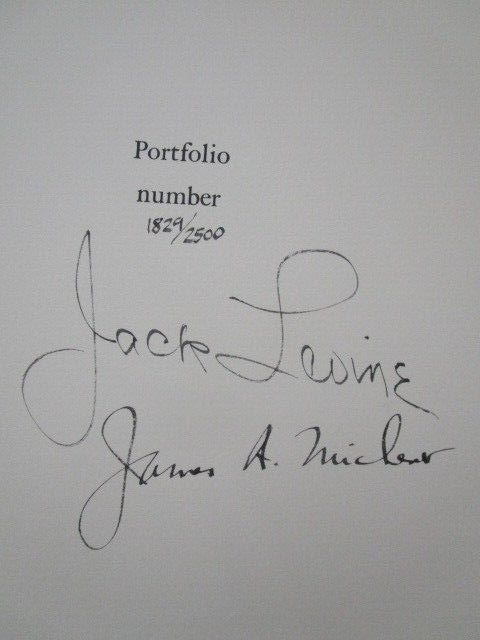 Portfolio
number
1829/2500
Jack Levine
James A. Michener